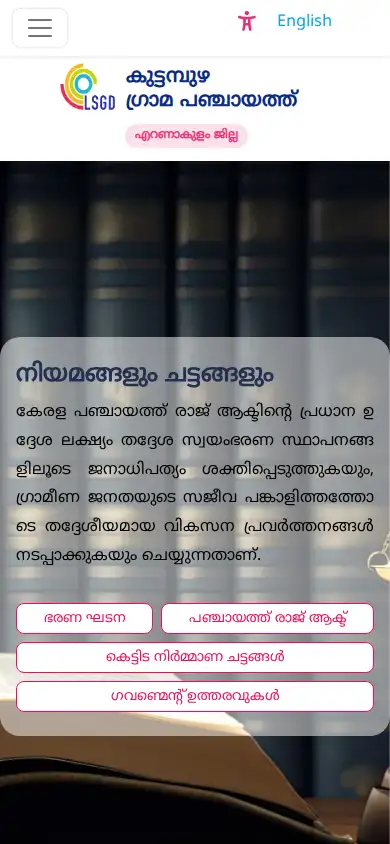 English
LSGD
കുട്ടമ്പുഴ
ഗ്രാമ പഞ്ചായത്ത്
എറണാകുളം ജില്ല
നിയമങ്ങളും ചട്ടങ്ങളും
കേരള പഞ്ചായത്ത് രാജ് ആക്ടിന്റെ പ്രധാന ഉ
ദ്ദേശ ലക്ഷ്യം തദ്ദേശ സ്വയംഭരണ സ്ഥാപനങ്ങ
ളിലൂടെ ജനാധിപത്യം ശക്തിപ്പെടുത്തുകയും,
ഗ്രാമീണ ജനതയുടെ സജീവ പങ്കാളിത്തത്തോ
ടെ തദ്ദേശീയമായ വികസന പ്രവർത്തനങ്ങൾ
നടപ്പാക്കുകയും ചെയ്യുന്നതാണ്.
ഭരണ ഘടന
പഞ്ചായത്ത് രാജ് ആക്ട്
കെട്ടിട നിർമ്മാണ ചട്ടങ്ങൾ
ഗവണ്മെന്റ് ഉത്തരവുകൾ